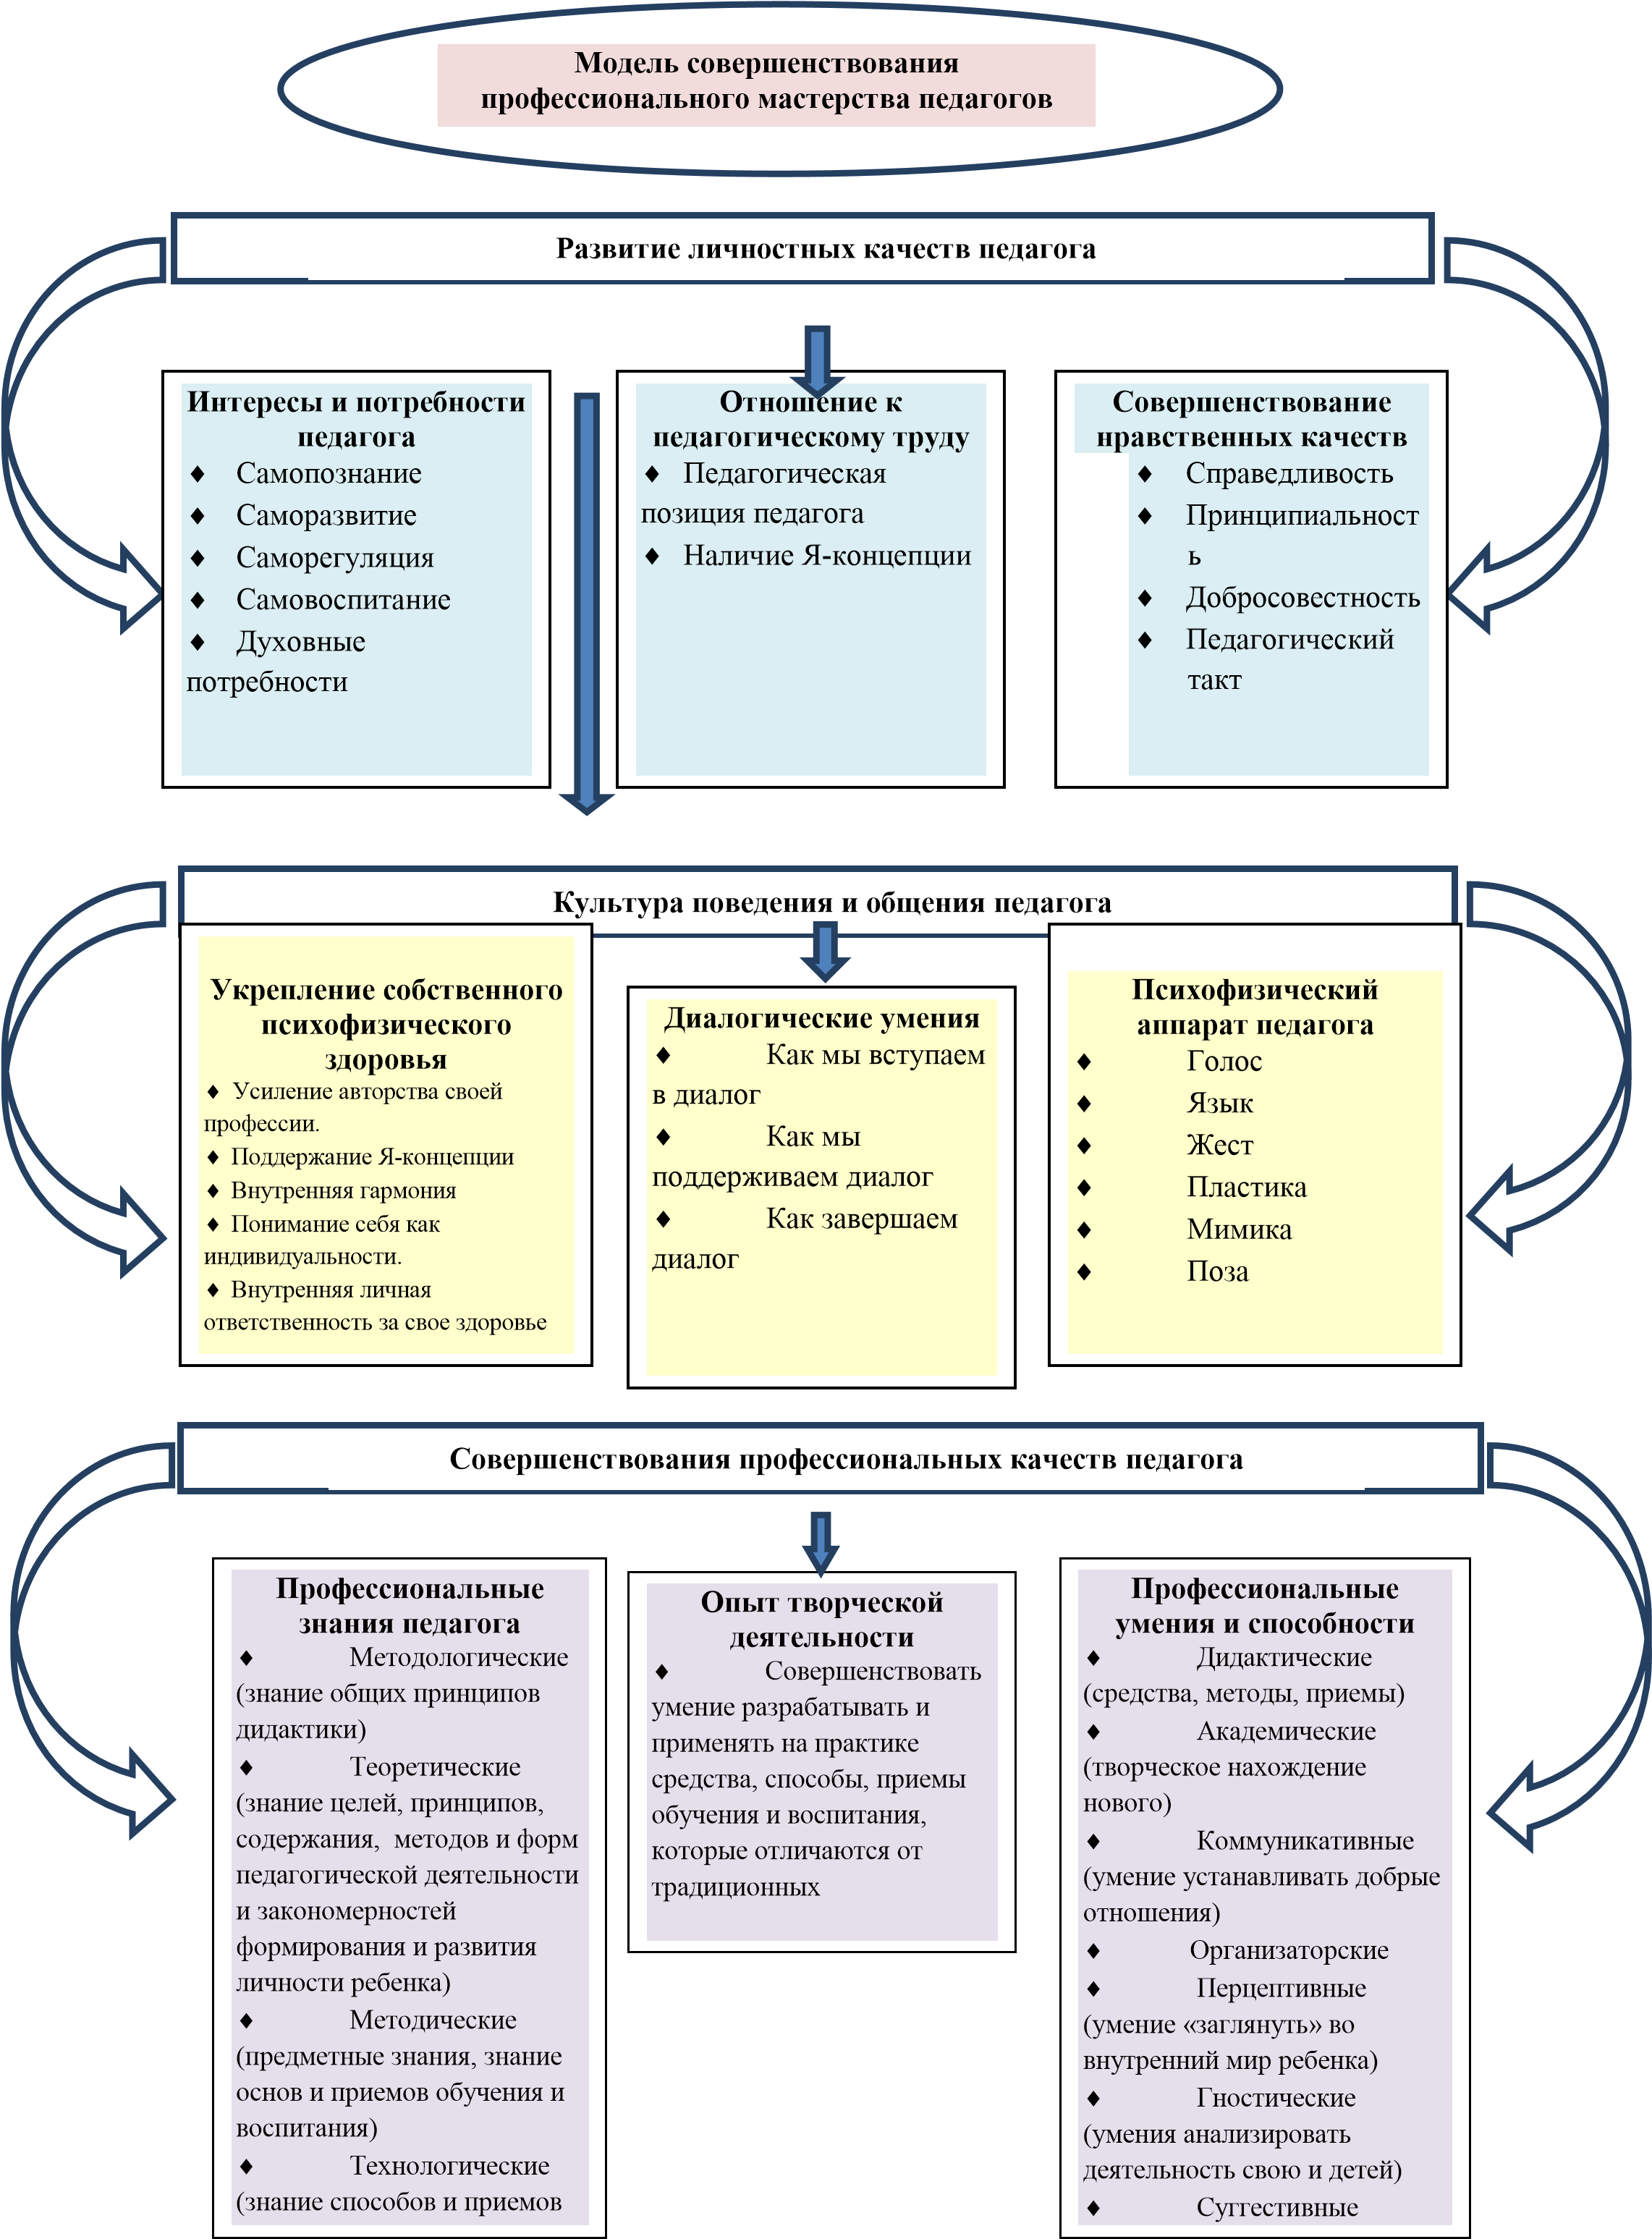 Модель совершенствования
профессионального мастерства педагогов
Развитие личностных качеств педагога
Интересы и потребности
педагога
♦ Самопознание
♦ Саморазвитие
♦ Саморегуляция
♦ Самовоспитание
♦ Духовные
потребности
Отношение к
педагогическому труду
♦ Педагогическая
позиция педагога
♦ Наличие Я-концепции
Совершенствование
нравственных качеств
♦ Справедливость
♦ Принципиальност
ь
♦ Добросовестность
♦ Педагогический
такт
Культура поведения и общения педагога
Укрепление собственного
психофизического
здоровья
♦ Усиление авторства своей
профессии.
♦ Поддержание Я-концепции
♦ Внутренняя гармония
♦ Понимание себя как
индивидуальности.
♦ Внутренняя личная
ответственность за свое здоровье
Диалогические умения
♦ Как мы вступаем
в диалог
♦ Как мы
поддерживаем диалог
♦ Как завершаем
диалог
Психофизический
аппарат педагога
♦ Голос
♦ Язык
♦ Жест
♦ Пластика
♦ Мимика
♦ Поза
Совершенствования профессиональных качеств педагога
Профессиональные
знания педагога
♦ Методологические
(знание общих принципов
дидактики)
♦ Теоретические
(знание целей, принципов,
содержания, методов и форм
педагогической деятельности
и закономерностей
формирования и развития
личности ребенка)
♦ Методические
(предметные знания, знание
основ и приемов обучения и
воспитания)
♦ Технологические
(знание способов и приемов
Опыт творческой
деятельности
♦ Совершенствовать
умение разрабатывать и
применять на практике
средства, способы, приемы
обучения и воспитания,
которые отличаются от
традиционных
Профессиональные
умения и способности
♦ Дидактические
(средства, методы, приемы)
♦ Академические
(творческое нахождение
нового)
♦ Коммуникативные
(умение устанавливать добрые
отношения)
♦ Организаторские
♦ Перцептивные
(умение «заглянуть» во
внутренний мир ребенка)
♦ Гностические
(умения анализировать
деятельность свою и детей)
♦ Суггестивные